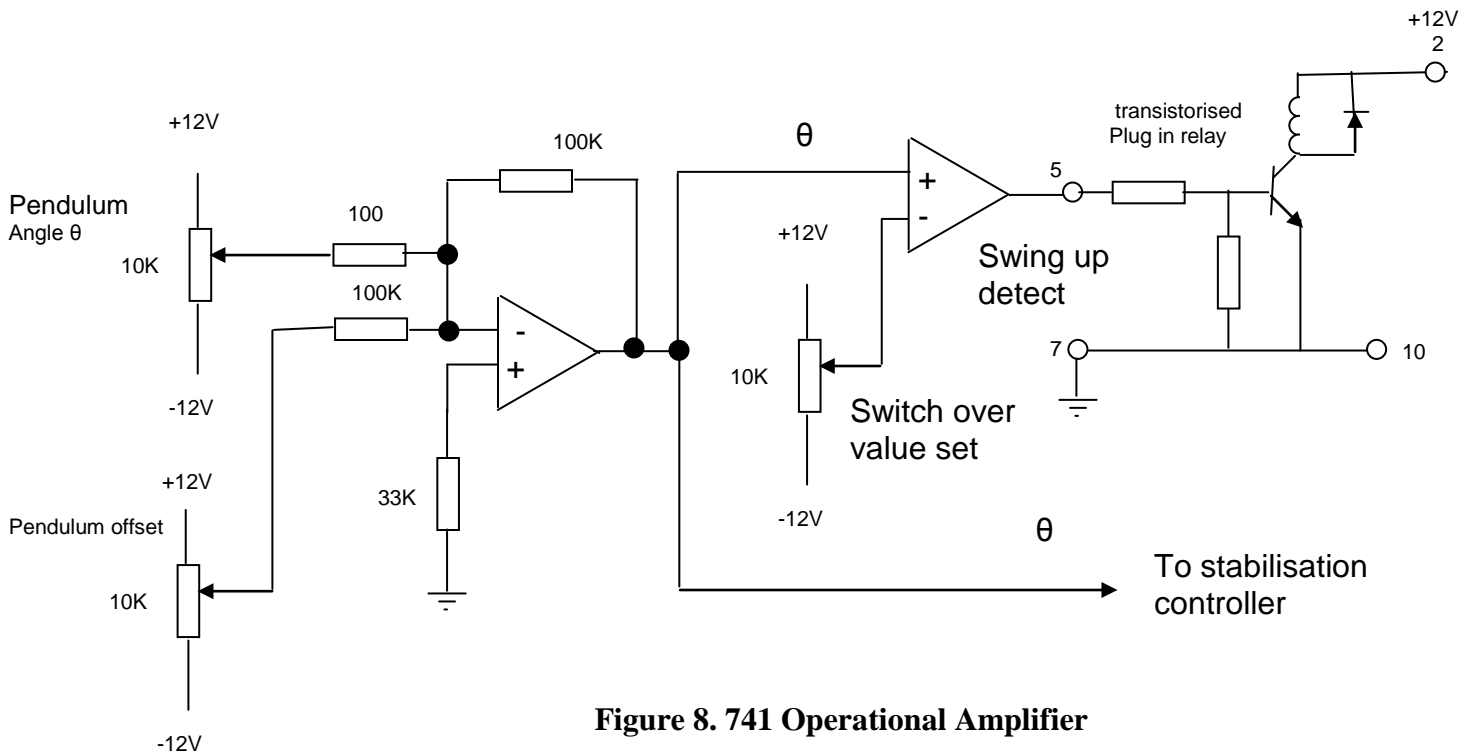 +12V
2
transistorised
Plug in relay
+12V
100K
θ
5
Pendulum
Angle θ
100
+
-
10K
+12V
Swing up
detect
100K
-
+
7
10
10K
Switch over
value set
-12V
+12V
33K
-12V
Pendulum offset
θ
To stabilisation
controller
10K
Figure 8. 741 Operational Amplifier
-12V